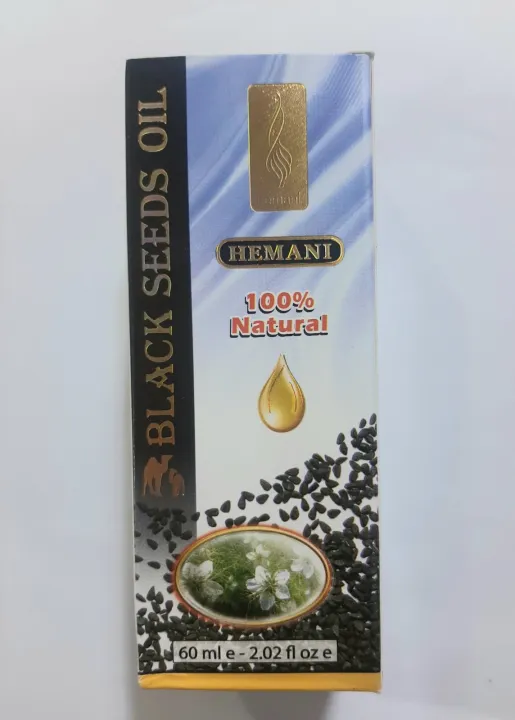 BLACK SEEDS OIL
HEMANI
100%
Natural
60 ml e - 2.02 fl oz e